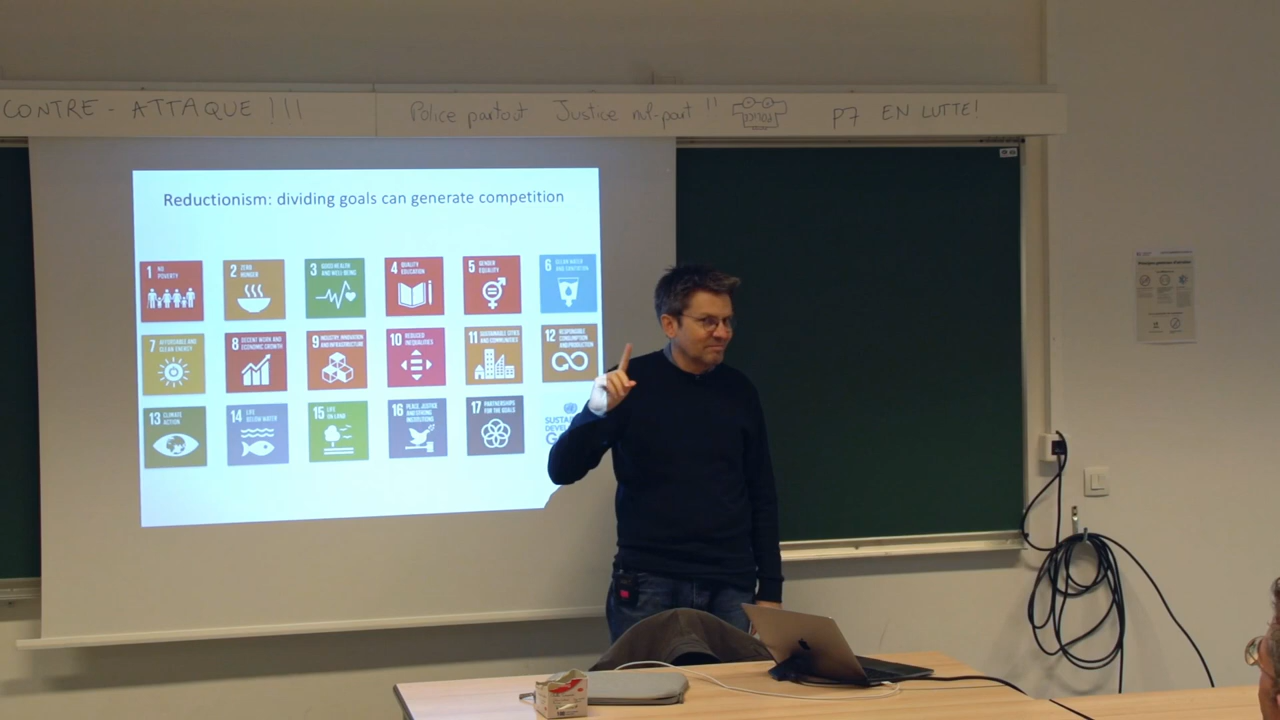 CONTRE-ATTAQUE !!!
Police partout Justice nul-part !!
POLICE
P7 EN LUTTE!
Reductionism: dividing goals can generate competition
1 NO POVERTY
2 ZERO HUNGER
3 GOOD HEALTH AND WELL-BEING
4 QUALITY EDUCATION
5 GENDER EQUALITY
6 CLEAN WATER AND SANITATION
7 AFFORDABLE AND CLEAN ENERGY
8 DECENT WORK AND ECONOMIC GROWTH
9 INDUSTRY, INNOVATION AND INFRASTRUCTURE
10 REDUCED INEQUALITIES
11 SUSTAINABLE CITIES AND COMMUNITIES
12 RESPONSIBLE CONSUMPTION AND PRODUCTION
13 CLIMATE ACTION
14 LIFE BELOW WATER
15 LIFE ON LAND
16 PEACE, JUSTICE AND STRONG INSTITUTIONS
17 PARTNERSHIPS FOR THE GOALS
SUSTA
DEVEL
G